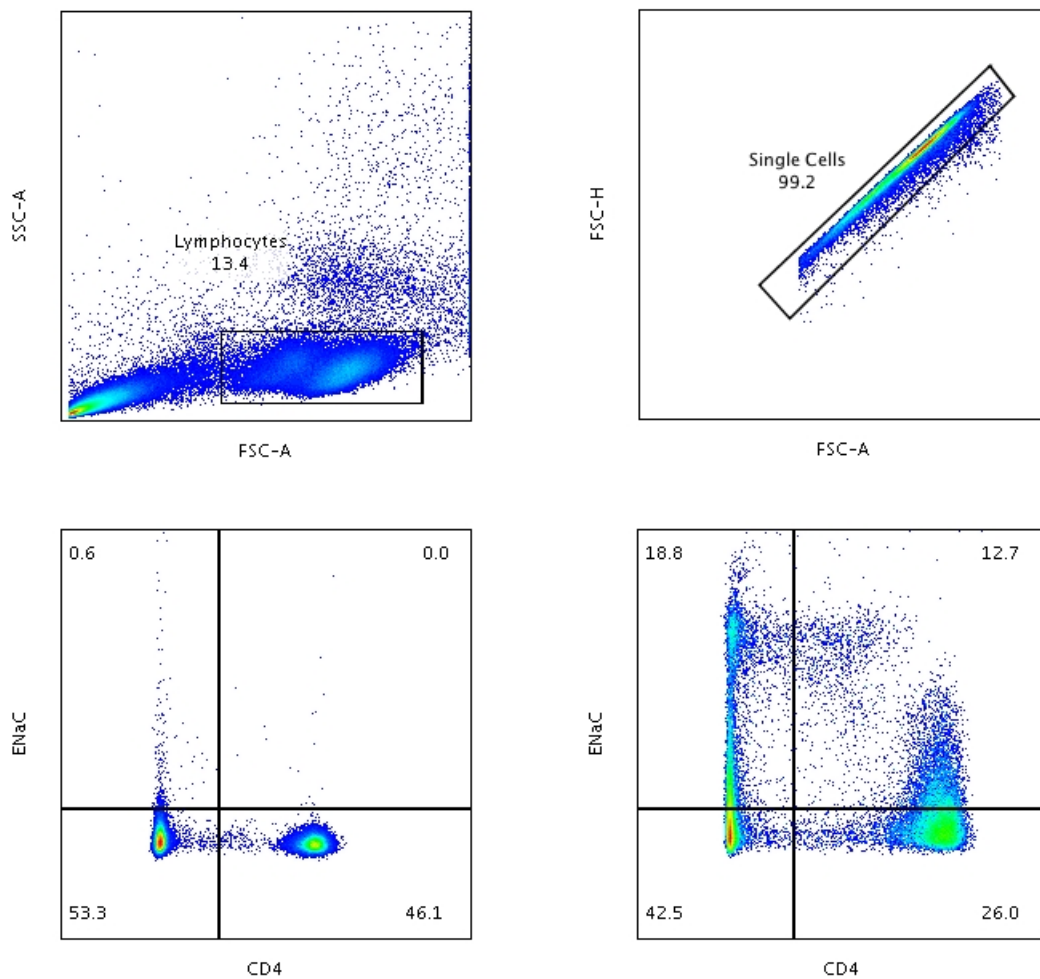 SSC-A
Lymphocytes
13.4
FSC-A
FSC-H
Single Cells
99.2
FSC-A
ENaC
0.6
0.0
53.3
46.1
CD4
ENaC
18.8
12.7
42.5
26.0
CD4